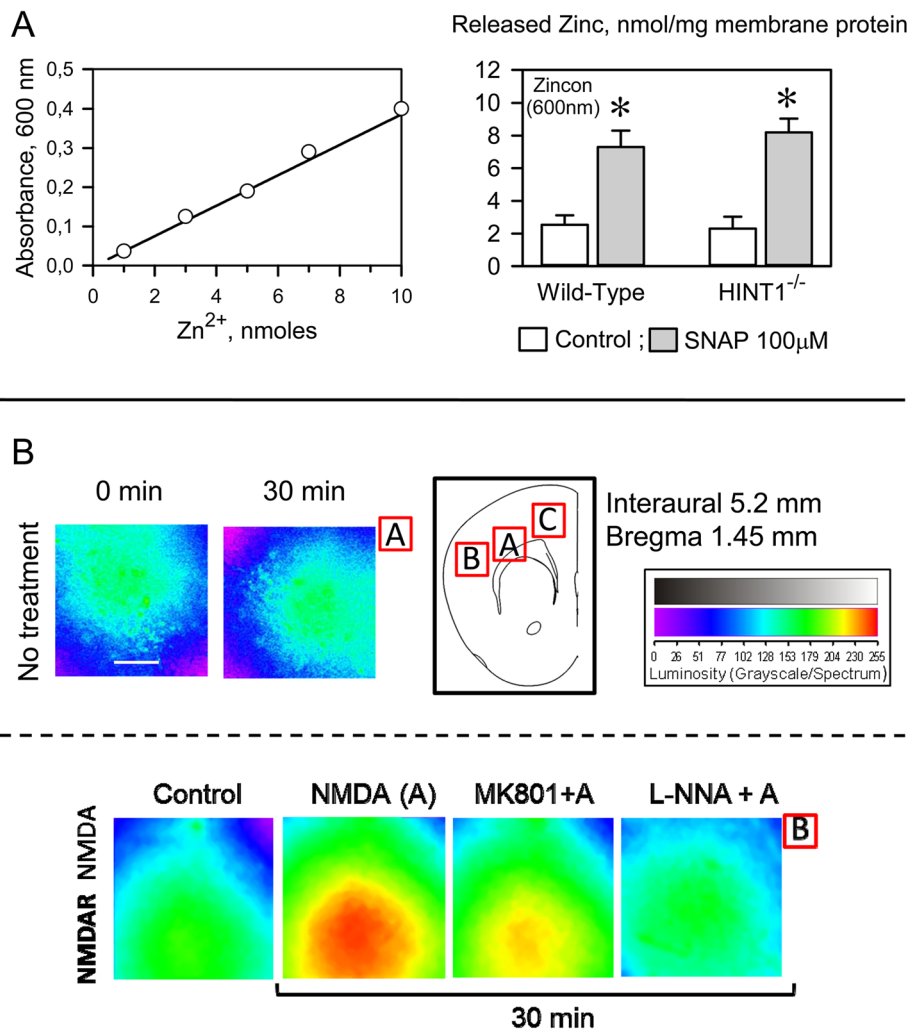 A
Released Zinc, nmol/mg membrane protein
Absorbance, 600 nm
0,5
0,4
0,3
0,2
0,1
0,0
0 2 4 6 8 10
Zn2+, nmoles
12
10
8
6
4
2
0
Zincon
(600nm)
* *
Wild-Type HINT1-/-
Control ; SNAP 100μM
B
0 min 30 min
No treatment
A
B A C
Interaural 5.2 mm
Bregma 1.45 mm
0 26 51 77 102 128 153 179 204 230 255
Luminosity (Grayscale/Spectrum)
Control NMDA (A) MK801+A L-NNA + A
NMDAR NMDA
B
30 min